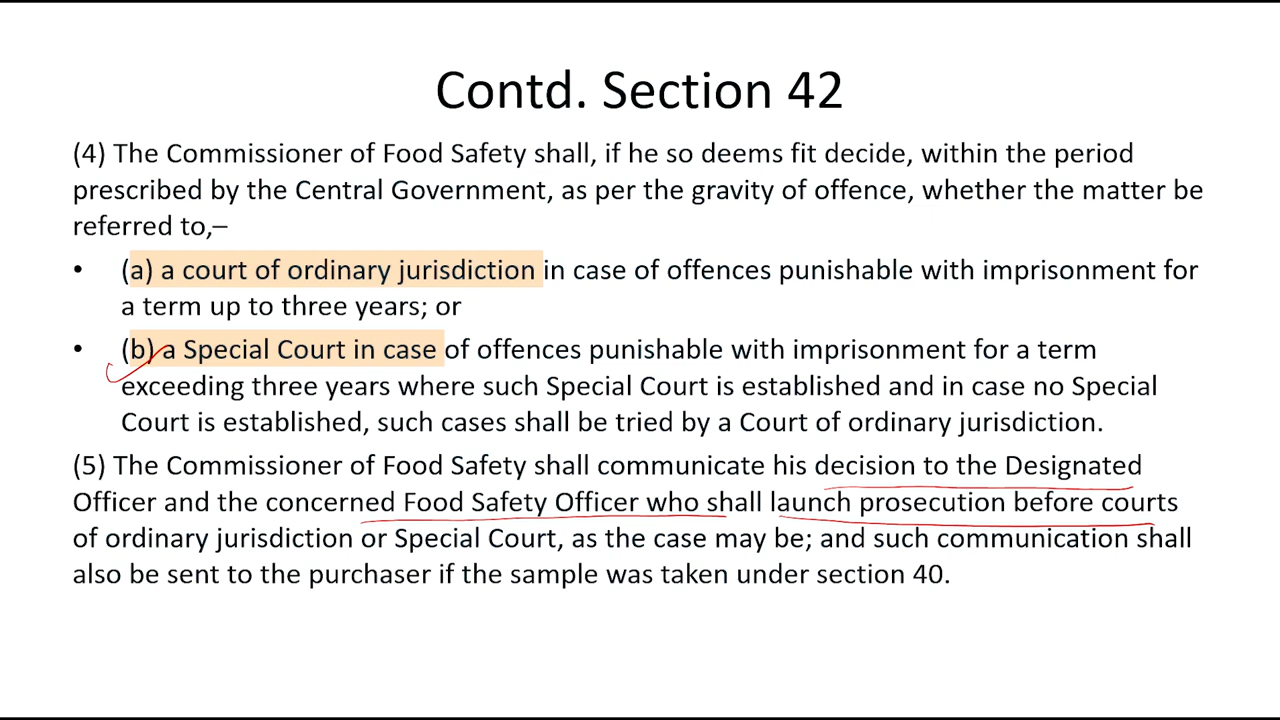 Contd. Section 42
(4) The Commissioner of Food Safety shall, if he so deems fit decide, within the period
prescribed by the Central Government, as per the gravity of offence, whether the matter be
referred to,–
• (a) a court of ordinary jurisdiction in case of offences punishable with imprisonment for
a term up to three years; or
• (b) a Special Court in case of offences punishable with imprisonment for a term
exceeding three years where such Special Court is established and in case no Special
Court is established, such cases shall be tried by a Court of ordinary jurisdiction.
(5) The Commissioner of Food Safety shall communicate his decision to the Designated
Officer and the concerned Food Safety Officer who shall launch prosecution before courts
of ordinary jurisdiction or Special Court, as the case may be; and such communication shall
also be sent to the purchaser if the sample was taken under section 40.